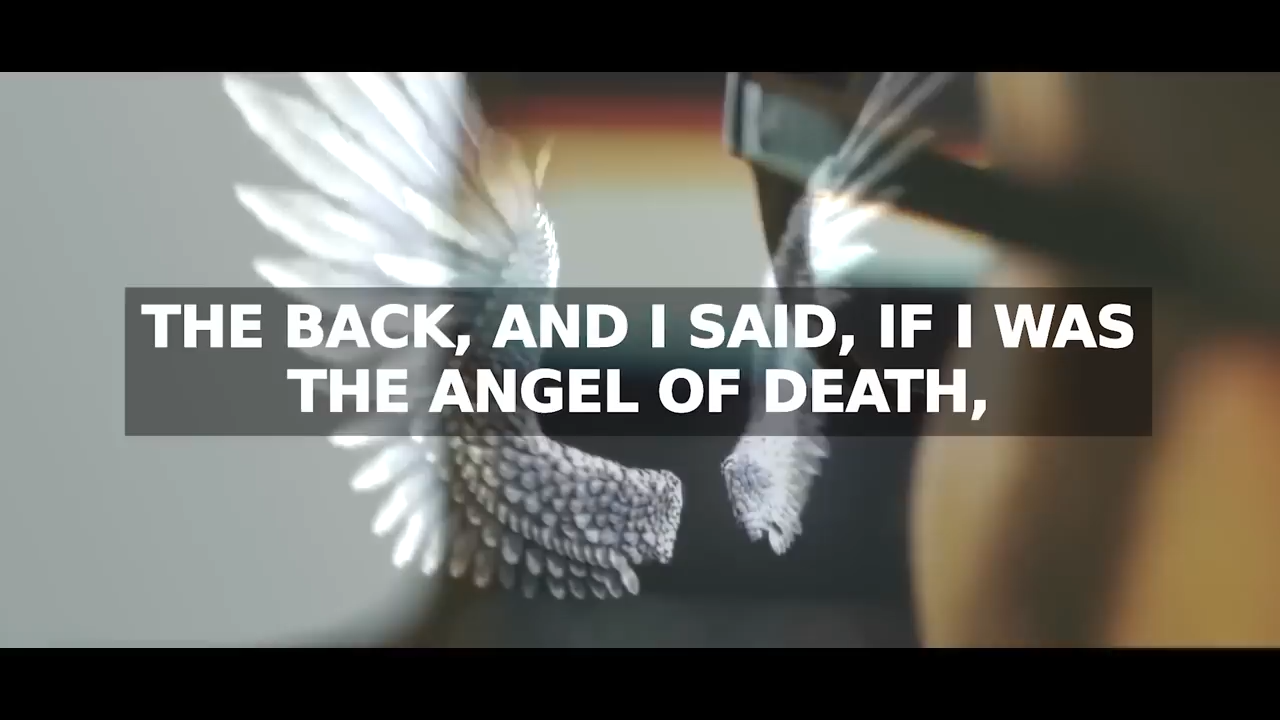 THE BACK, AND I SAID, IF I WAS
THE ANGEL OF DEATH,